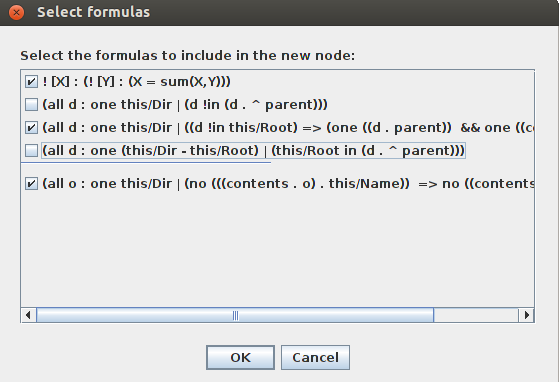 Select formulas
Select the formulas to include in the new node:
! [X] : (! [Y] : (X = sum(X,Y)))
(all d : one this/Dir | (d !in (d . ^ parent)))
(all d : one this/Dir | ((d !in this/Root) => (one ((d . parent)) && one ((co
(all d : one (this/Dir - this/Root) | (this/Root in (d . ^ parent)))
(all o : one this/Dir | (no (((contents . o) . this/Name)) => no ((contents
OK
Cancel